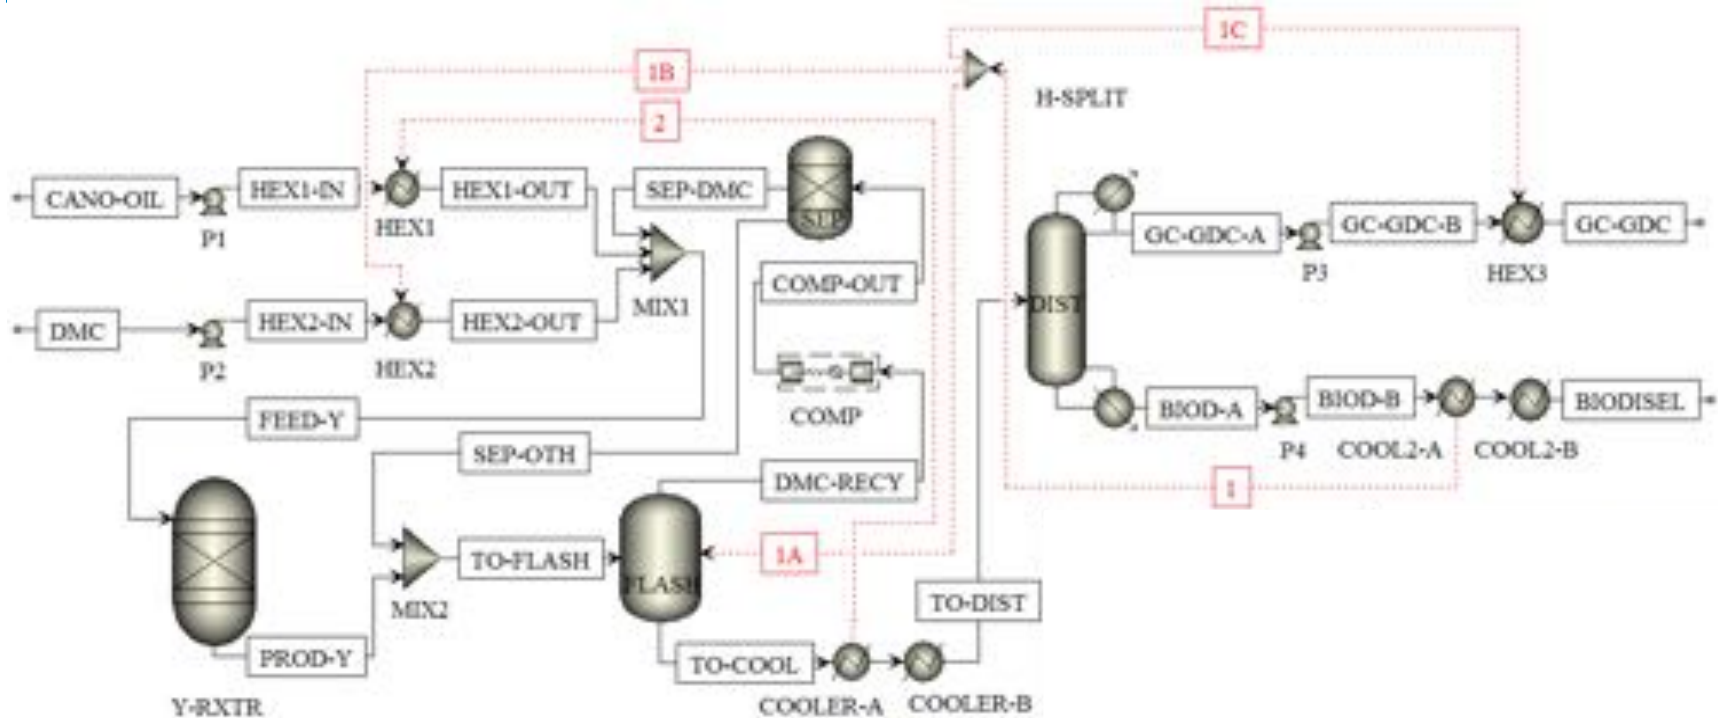 1C
1B
H-SPLIT
2
CANO-OIL
HEX1-IN
HEX1-OUT
SEP-DMC
SEP
P1
HEX1
GC-GDC-A
GC-GDC-B
GC-GDC
P3
HEX3
COMP-OUT
MIX1
DIST
DMC
HEX2-IN
HEX2-OUT
P2
HEX2
COMP
FEED-Y
BIOD-A
BIOD-B
BIODISEL
P4
COOL2-A
COOL2-B
SEP-OTH
DMC-RECY
1
TO-FLASH
1A
FLASH
MIX2
TO-DIST
PROD-Y
TO-COOL
Y-RXTR
COOLER-A
COOLER-B